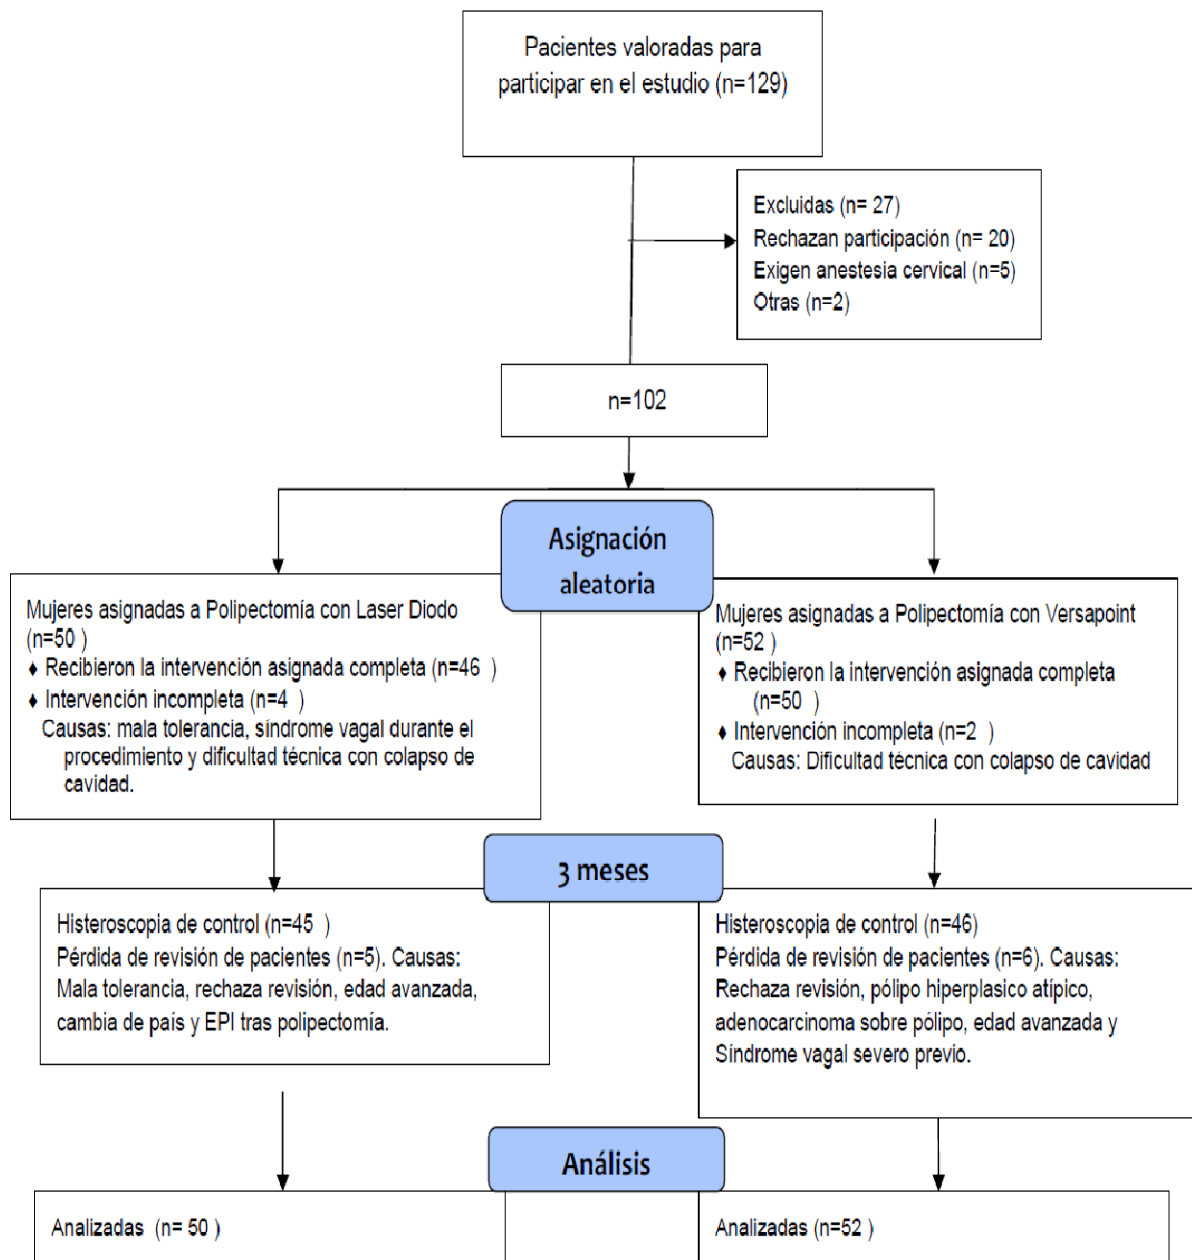 Pacientes valoradas para
participar en el estudio (n=129)
Excluidas (n= 27)
Rechazan participación (n= 20)
Exigen anestesia cervical (n=5)
Otras (n=2)
n=102
Asignación
aleatoria
Mujeres asignadas a Polipectomía con Laser Diodo
(n=50 )
♦ Recibieron la intervención asignada completa (n=46 )
♦ Intervención incompleta (n=4 )
Causas: mala tolerancia, síndrome vagal durante el
procedimiento y dificultad técnica con colapso de
cavidad.
Mujeres asignadas a Polipectomía con Versapoint
(n=52 )
♦ Recibieron la intervención asignada completa
(n=50 )
♦ Intervención incompleta (n=2 )
Causas: Dificultad técnica con colapso de cavidad
3 meses
Histeroscopia de control (n=45 )
Pérdida de revisión de pacientes (n=5). Causas:
Mala tolerancia, rechaza revisión, edad avanzada,
cambia de país y EPI tras polipectomía.
Histeroscopia de control (n=46)
Pérdida de revisión de pacientes (n=6). Causas:
Rechaza revisión, pólipo hiperplasico atípico,
adenocarcinoma sobre pólipo, edad avanzada y
Síndrome vagal severo previo.
Análisis
Analizadas (n= 50 )
Analizadas (n=52 )